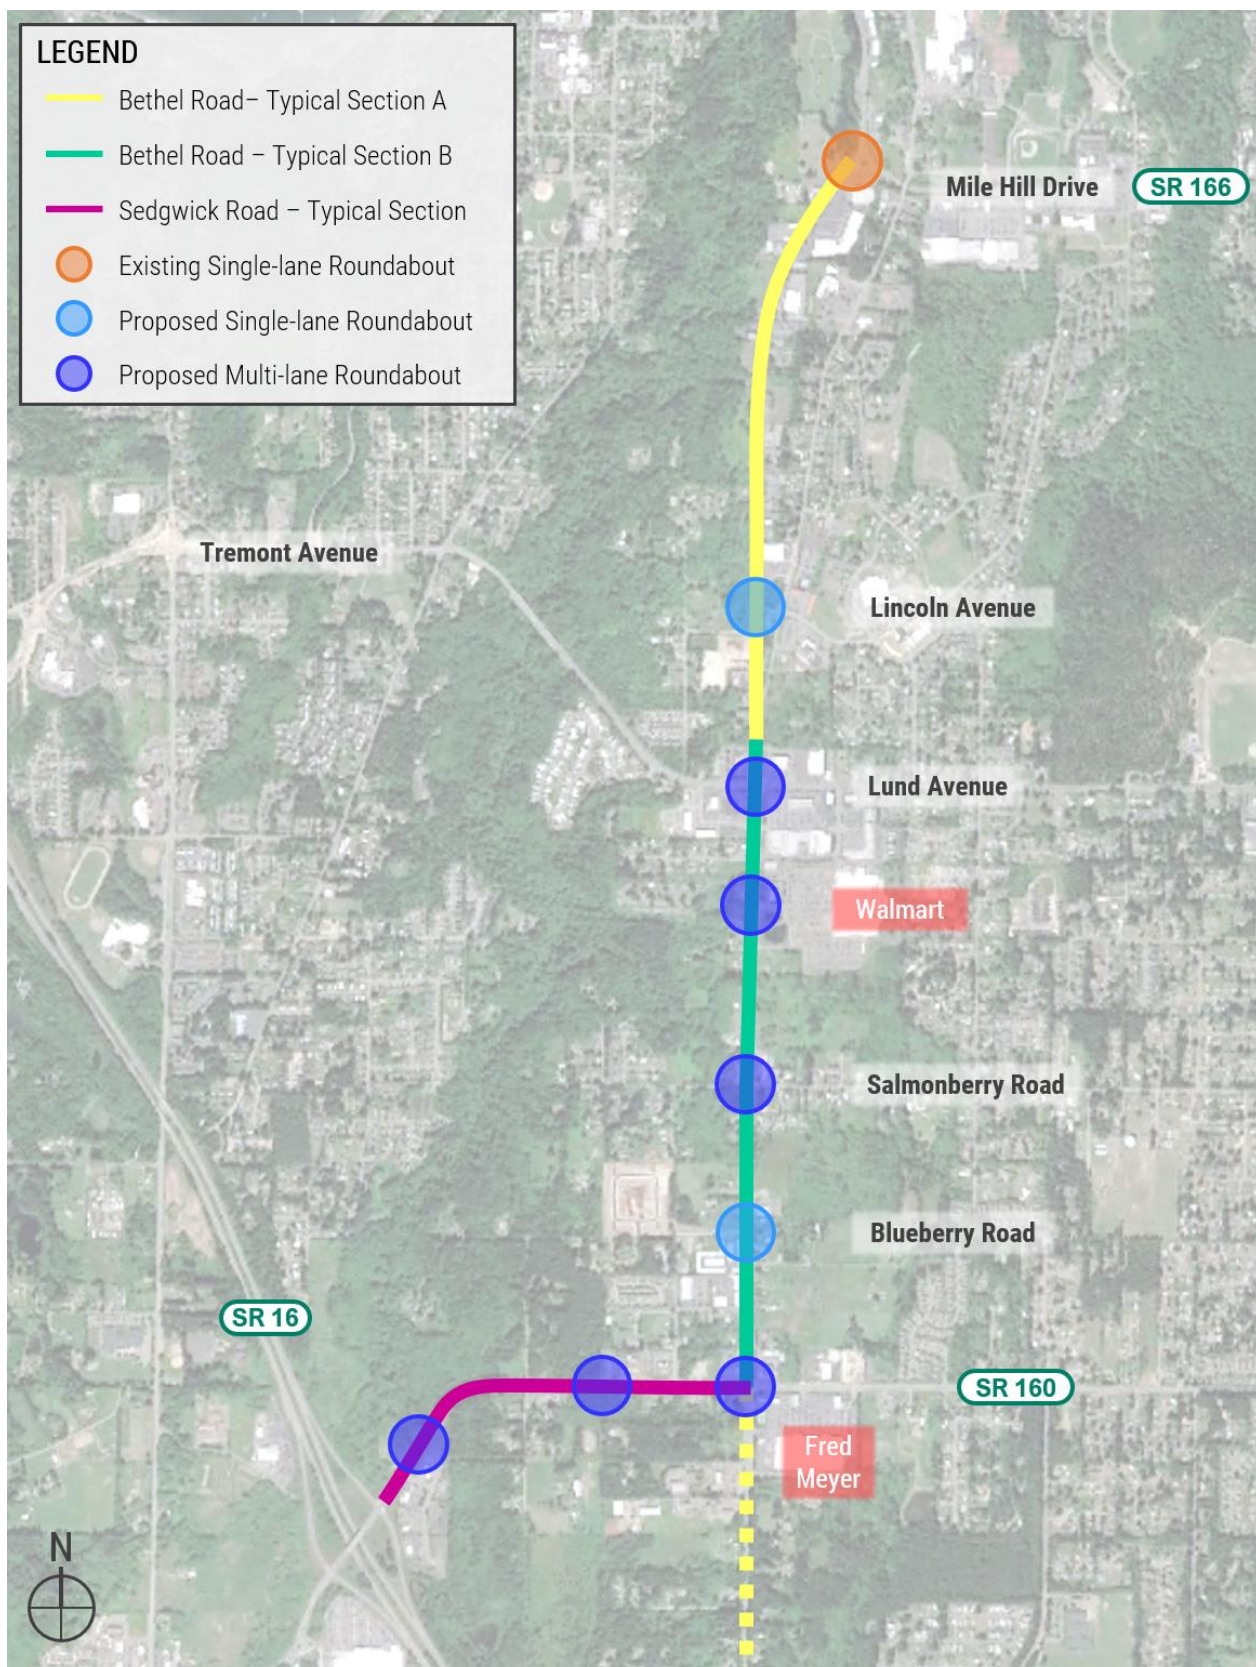 LEGEND
Bethel Road– Typical Section A
Bethel Road – Typical Section B
Sedgwick Road – Typical Section
Existing Single-lane Roundabout
Proposed Single-lane Roundabout
Proposed Multi-lane Roundabout
Mile Hill Drive
SR 166
Tremont Avenue
Lincoln Avenue
Lund Avenue
Walmart
Salmonberry Road
Blueberry Road
SR 16
SR 160
Fred
Meyer
N